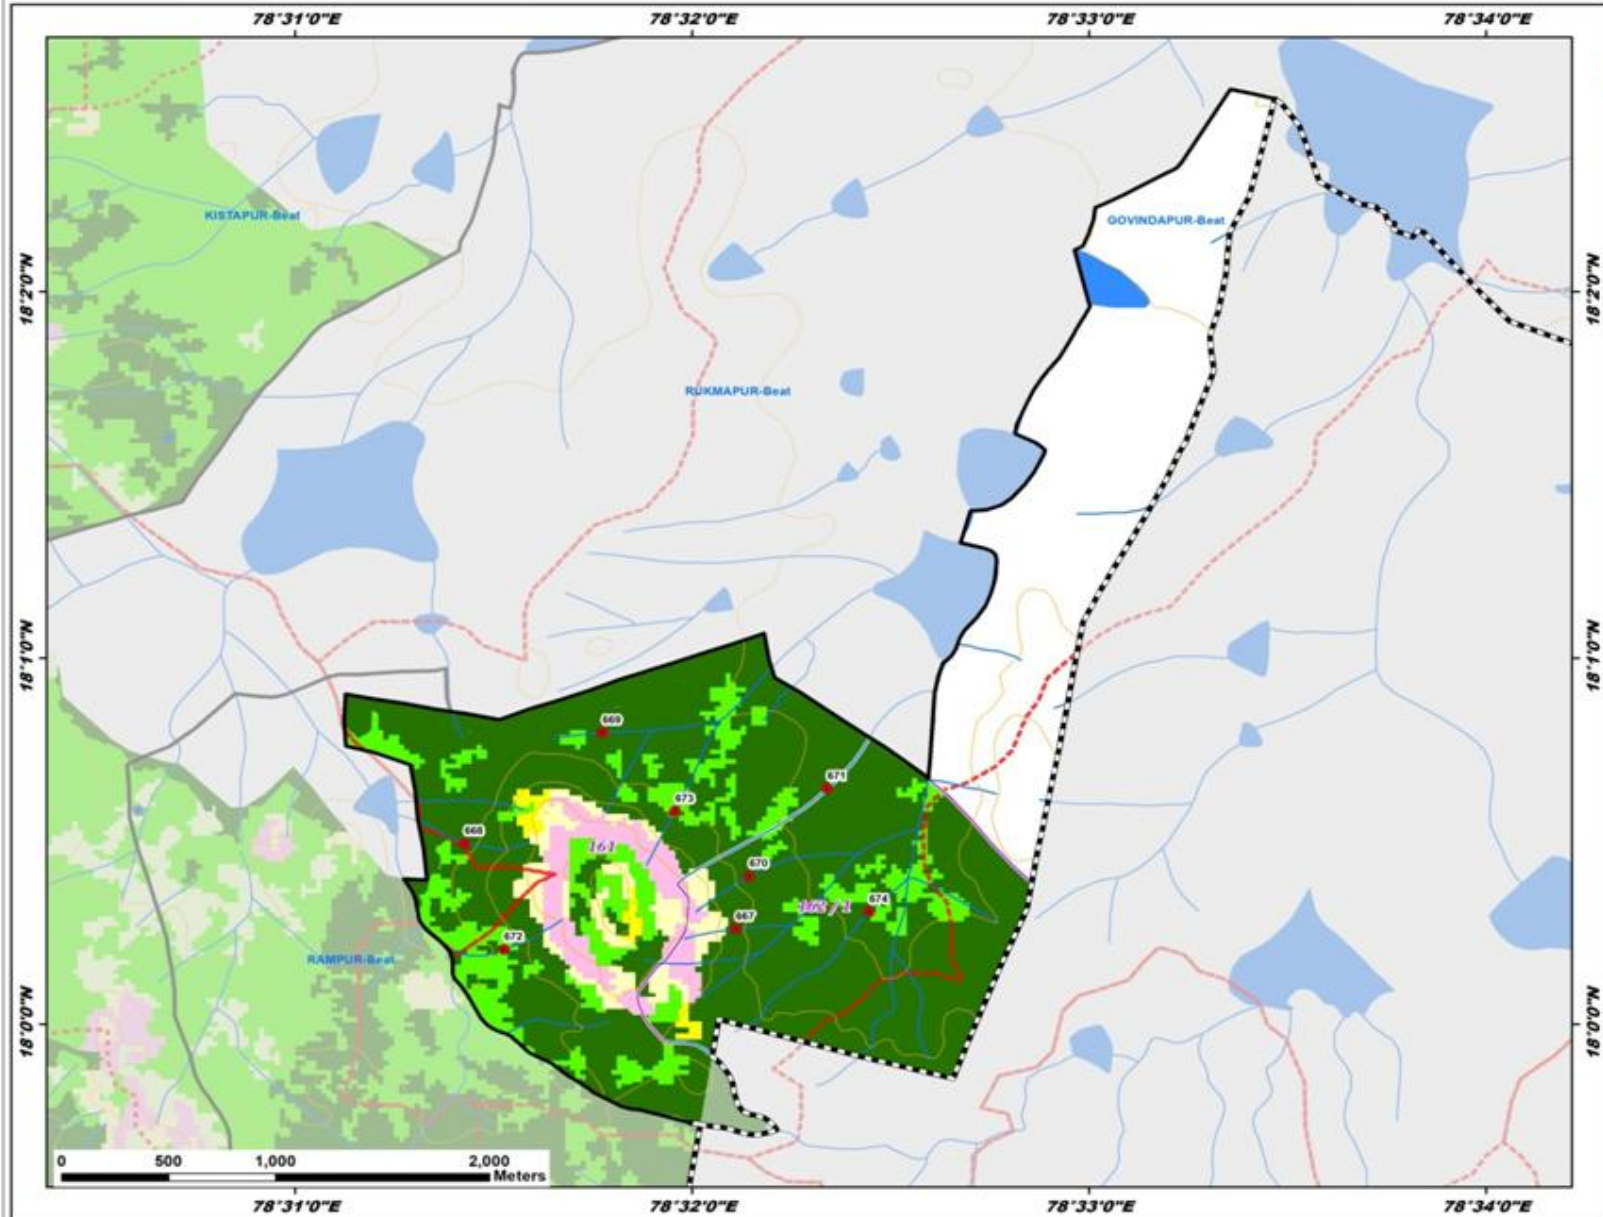 78°31'0"E 78°32'0"E 78°33'0"E 78°34'0"E
KISTAPUR-Beat
GOVINDAPUR-Beat
18°2'0"N 18°2'0"N
RUKMAPUR-Beat
18°1'0"N 18°1'0"N
669
671
673
668
161
670
162 / 1
674
667
672
RAMPUR-Beat
18°0'0"N 18°0'0"N
0 500 1,000 2,000
Meters
78°31'0"E 78°32'0"E 78°33'0"E 78°34'0"E